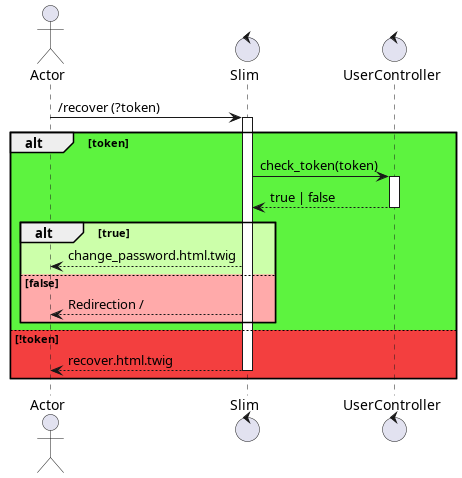 Actor
Slim
UserController
/recover (?token)
alt
[token]
check_token(token)
true | false
alt
[true]
change_password.html.twig
[false]
Redirection /
[!token]
recover.html.twig
Actor
Slim
UserController